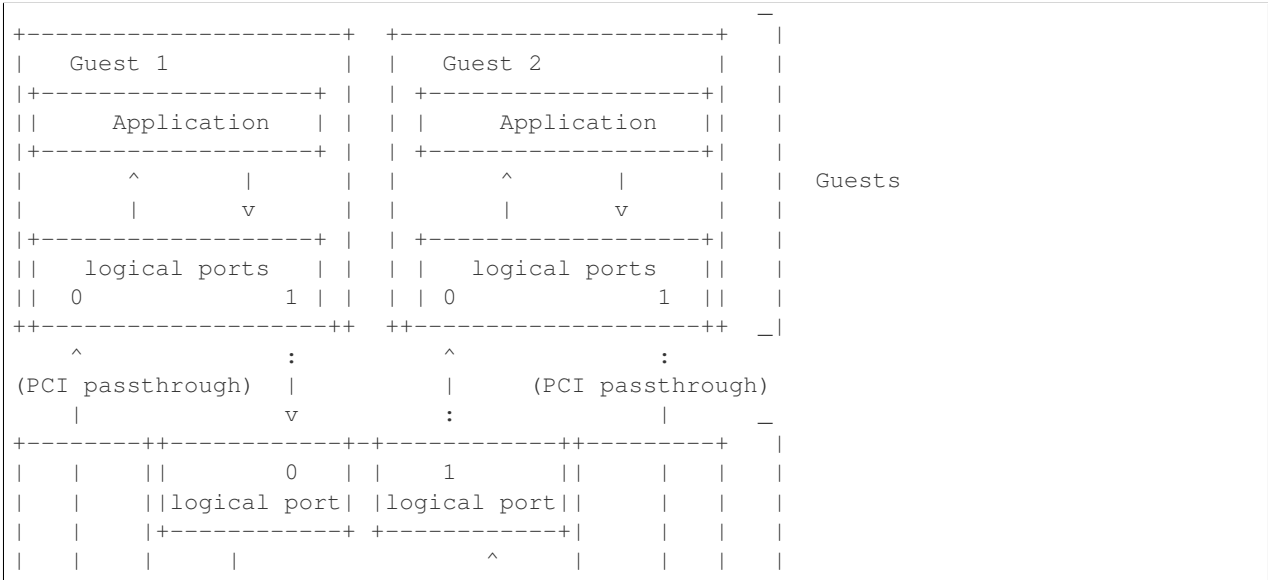 _
+----------------------+  +----------------------+    |
|   Guest 1            |  |   Guest 2            |    |
|+-------------------+ |  | +-------------------+|    |
||      Application   | |  | |     Application   ||    |
|+-------------------+ |  | +-------------------+|    |
|       ^       |      |  |       ^       |      |    |  Guests
|       |       v      |  |       |       v      |    |
|+-------------------+ |  | +-------------------+|    |
||    logical ports   | |  | |   logical ports   ||    |
||  0              1 | |  | | 0              1  ||    |
++--------------------++  ++--------------------++   _|
    ^              :          ^              :
(PCI passthrough)  |          |     (PCI passthrough)
    |              v          :              |       _
+--------++------------+-+------------++---------+    |
|   |    ||        0   | |   1        ||     |   |    |
|   |    ||logical port| |logical port||     |   |    |
|   |    |+------------+ +------------+|     |   |    |
|   |    |     |                 ^     |     |   |    |